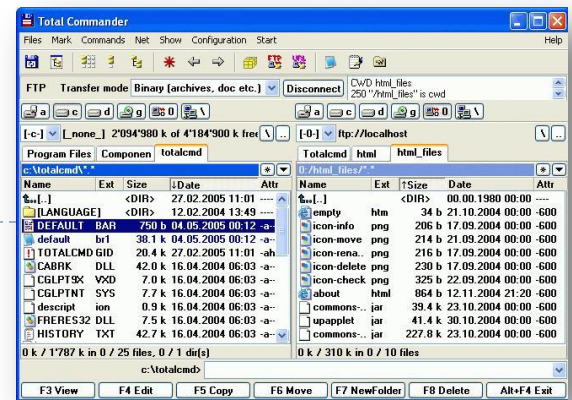 Total Commander
Files Mark Commands Net Show Configuration Start Help
FTP Transfer mode Binary (archives, doc etc.) Disconnect CWD html_files
250 "/html_files" is cwd
a c d g 0 \ a c d g 0 \
[-c-] [_none_] 2'094'980 k of 4'184'900 k free \ .. [-0-] ftp://localhost \ ..
Program Files Componen totalcmd Totalcmd html html_files
c:\totalcmd\*.* * 0:/html_files/*.* *
Name Ext Size ↓Date Attr Name Ext ↑Size Date Attr
[..] <DIR> 27.02.2005 11:01 ---- [..] <DIR> 00.00.1980 00:00 ----
[LANGUAGE] <DIR> 12.02.2004 13:49 ---- empty htm 34 b 21.10.2004 00:00 -600
DEFAULT BAR 750 b 04.05.2005 00:12 -a-- icon-info png 206 b 17.09.2004 00:00 -600
default br1 38.1 k 04.05.2005 00:12 -a-- icon-move png 214 b 21.09.2004 00:00 -600
TOTALCMD GID 20.4 k 27.02.2005 11:01 -ah icon-rena.. png 216 b 17.09.2004 00:00 -600
CABRK DLL 42.0 k 16.04.2004 06:03 -a-- icon-delete png 230 b 17.09.2004 00:00 -600
CGLPT9X VXD 7.0 k 16.04.2004 06:03 -a-- icon-check png 325 b 22.09.2004 00:00 -600
CGLPTNT SYS 7.7 k 16.04.2004 06:03 -a-- about html 864 b 12.11.2004 21:20 -600
descript ion 0.9 k 16.04.2004 06:03 -a-- commons-.. jar 39.4 k 23.10.2004 00:00 -600
FRERES32 DLL 7.5 k 16.04.2004 06:03 -a-- upapplet jar 41.4 k 30.10.2004 00:00 -600
HISTORY TXT 42.7 k 16.04.2004 06:03 -a-- commons-.. jar 227.8 k 23.10.2004 00:00 -600
0 k / 1'787 k in 0 / 25 files, 0 / 1 dir(s) 0 k / 310 k in 0 / 10 files
c:\totalcmd>
F3 View F4 Edit F5 Copy F6 Move F7 NewFolder F8 Delete Alt+F4 Exit